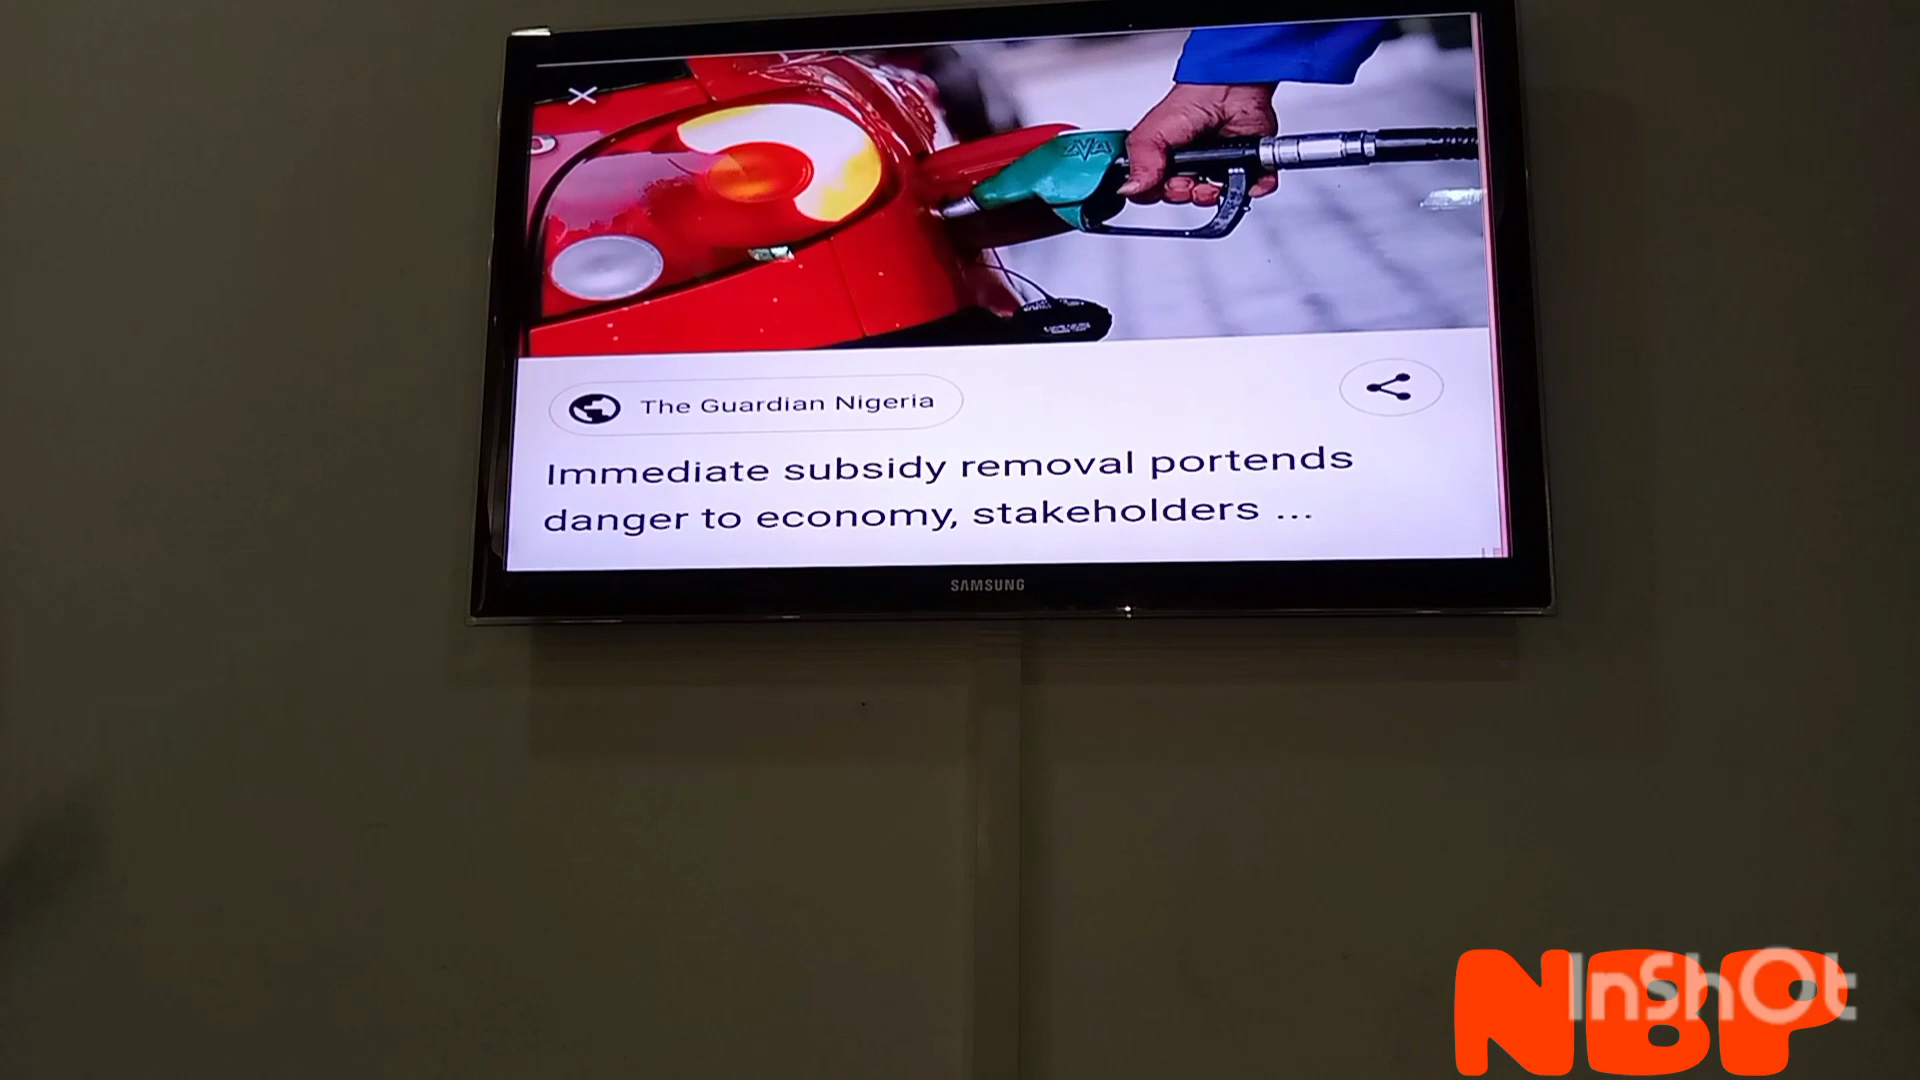 The Guardian Nigeria
Immediate subsidy removal portends
danger to economy, stakeholders ...
SAMSUNG
NBP
InShOt